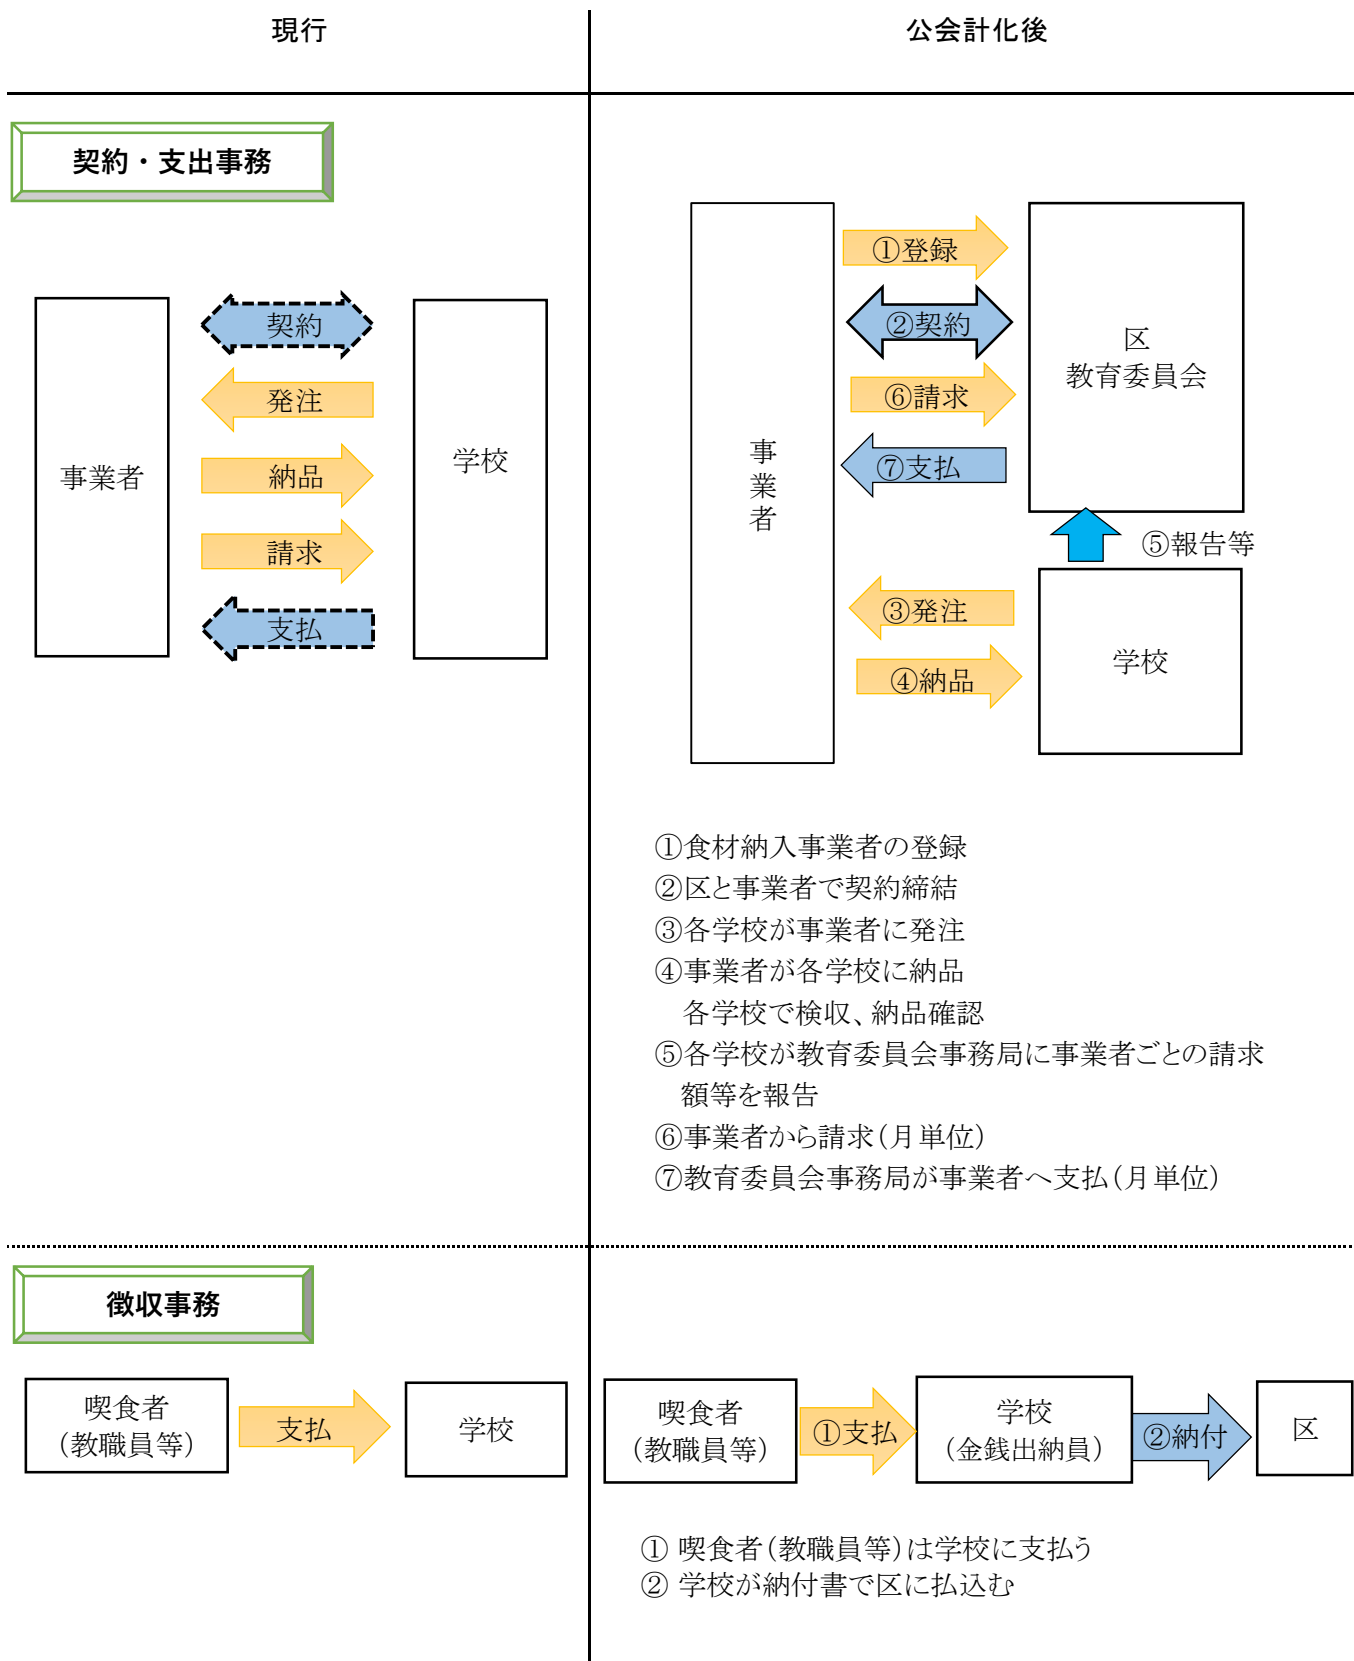 現行
公会計化後
契約・支出事務
事業者
契約
発注
納品
請求
支払
学校
事業者
①登録
②契約
⑥請求
⑦支払
区
教育委員会
⑤報告等
③発注
④納品
学校
①食材納入事業者の登録
②区と事業者で契約締結
③各学校が事業者に発注
④事業者が各学校に納品
各学校で検収、納品確認
⑤各学校が教育委員会事務局に事業者ごとの請求
額等を報告
⑥事業者から請求(月単位)
⑦教育委員会事務局が事業者へ支払(月単位)
徴収事務
喫食者
(教職員等)
支払
学校
喫食者
(教職員等)
①支払
学校
(金銭出納員)
②納付
区
① 喫食者(教職員等)は学校に支払う
② 学校が納付書で区に払込む